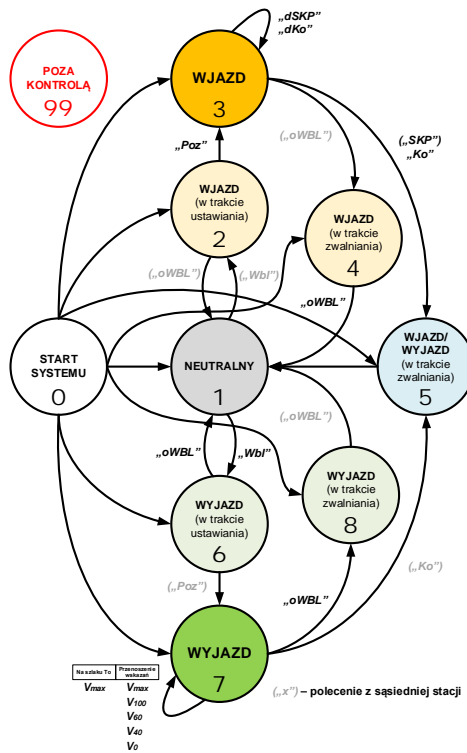 „dSKP”
„dKo”
POZA
KONTROLĄ
99
WJAZD
3
(„oWBL”)
(„SKP”)
„Ko”
„Poz”
WJAZD
(w trakcie
ustawiania)
2
WJAZD
(w trakcie
zwalniania)
4
(„oWBL”)
(„Wbl”)
„oWBL”
START
SYSTEMU
0
NEUTRALNY
1
WJAZD/
WYJAZD
(w trakcie
zwalniania)
5
„oWBL”
„Wbl”
(„oWBL”)
WYJAZD
(w trakcie
ustawiania)
6
WYJAZD
(w trakcie
zwalniania)
8
(„Poz”)
(„Ko”)
„oWBL”
WYJAZD
7
Na szlaku To
Przenoszenie
wskazań
Vmax
Vmax
V100
V60
V40
V0
(„x”) – polecenie z sąsiedniej stacji